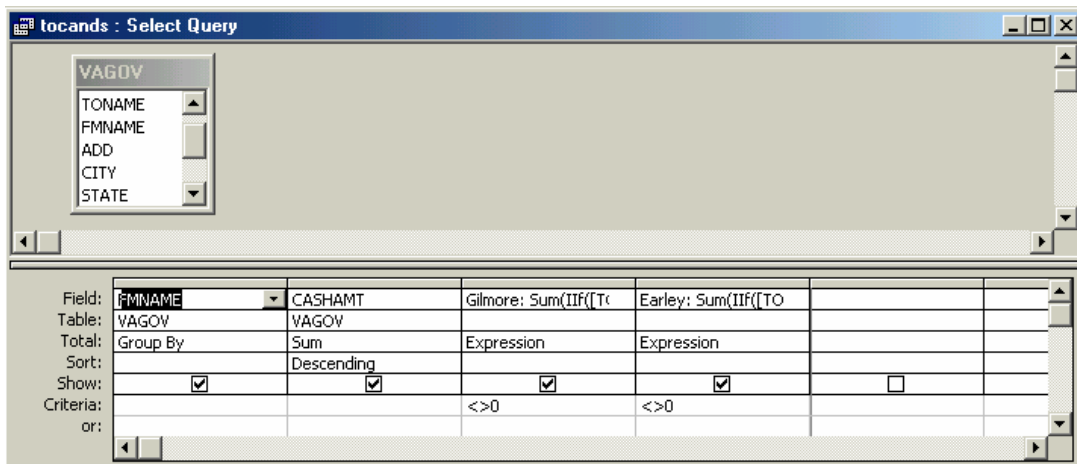 tocands : Select Query
VAGOV
TONAME
FMNAME
ADD
CITY
STATE
Field: FMNAME CASHAMT Gilmore: Sum(IIf([T Earley: Sum(IIf([TO
Table: VAGOV VAGOV
Total: Group By Sum Expression Expression
Sort: Descending
Show:
Criteria: <>0 <>0
or: